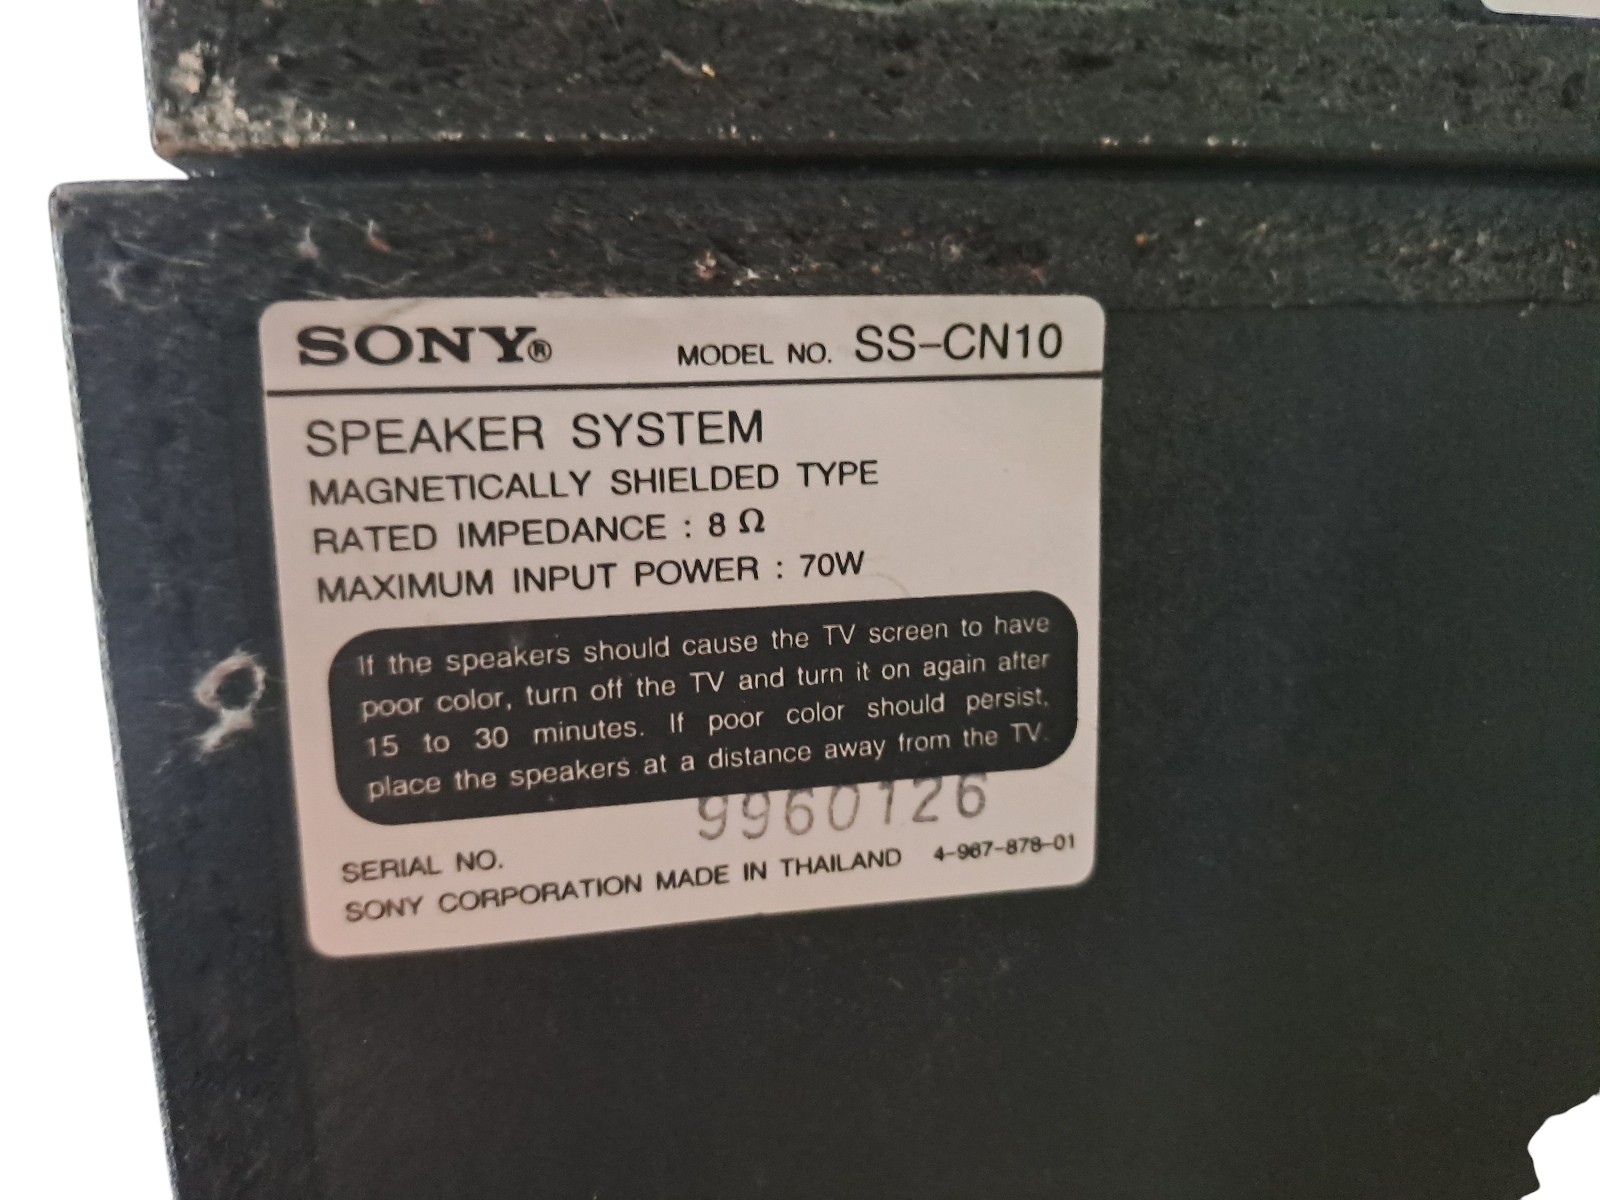 SONY® MODEL NO. SS-CN10
SPEAKER SYSTEM
MAGNETICALLY SHIELDED TYPE
RATED IMPEDANCE : 8 Ω
MAXIMUM INPUT POWER : 70W
If the speakers should cause the TV screen to have
poor color, turn off the TV and turn it on again after
15 to 30 minutes. If poor color should persist,
place the speakers at a distance away from the TV.
9960126
SERIAL NO.
SONY CORPORATION MADE IN THAILAND 4-987-878-01